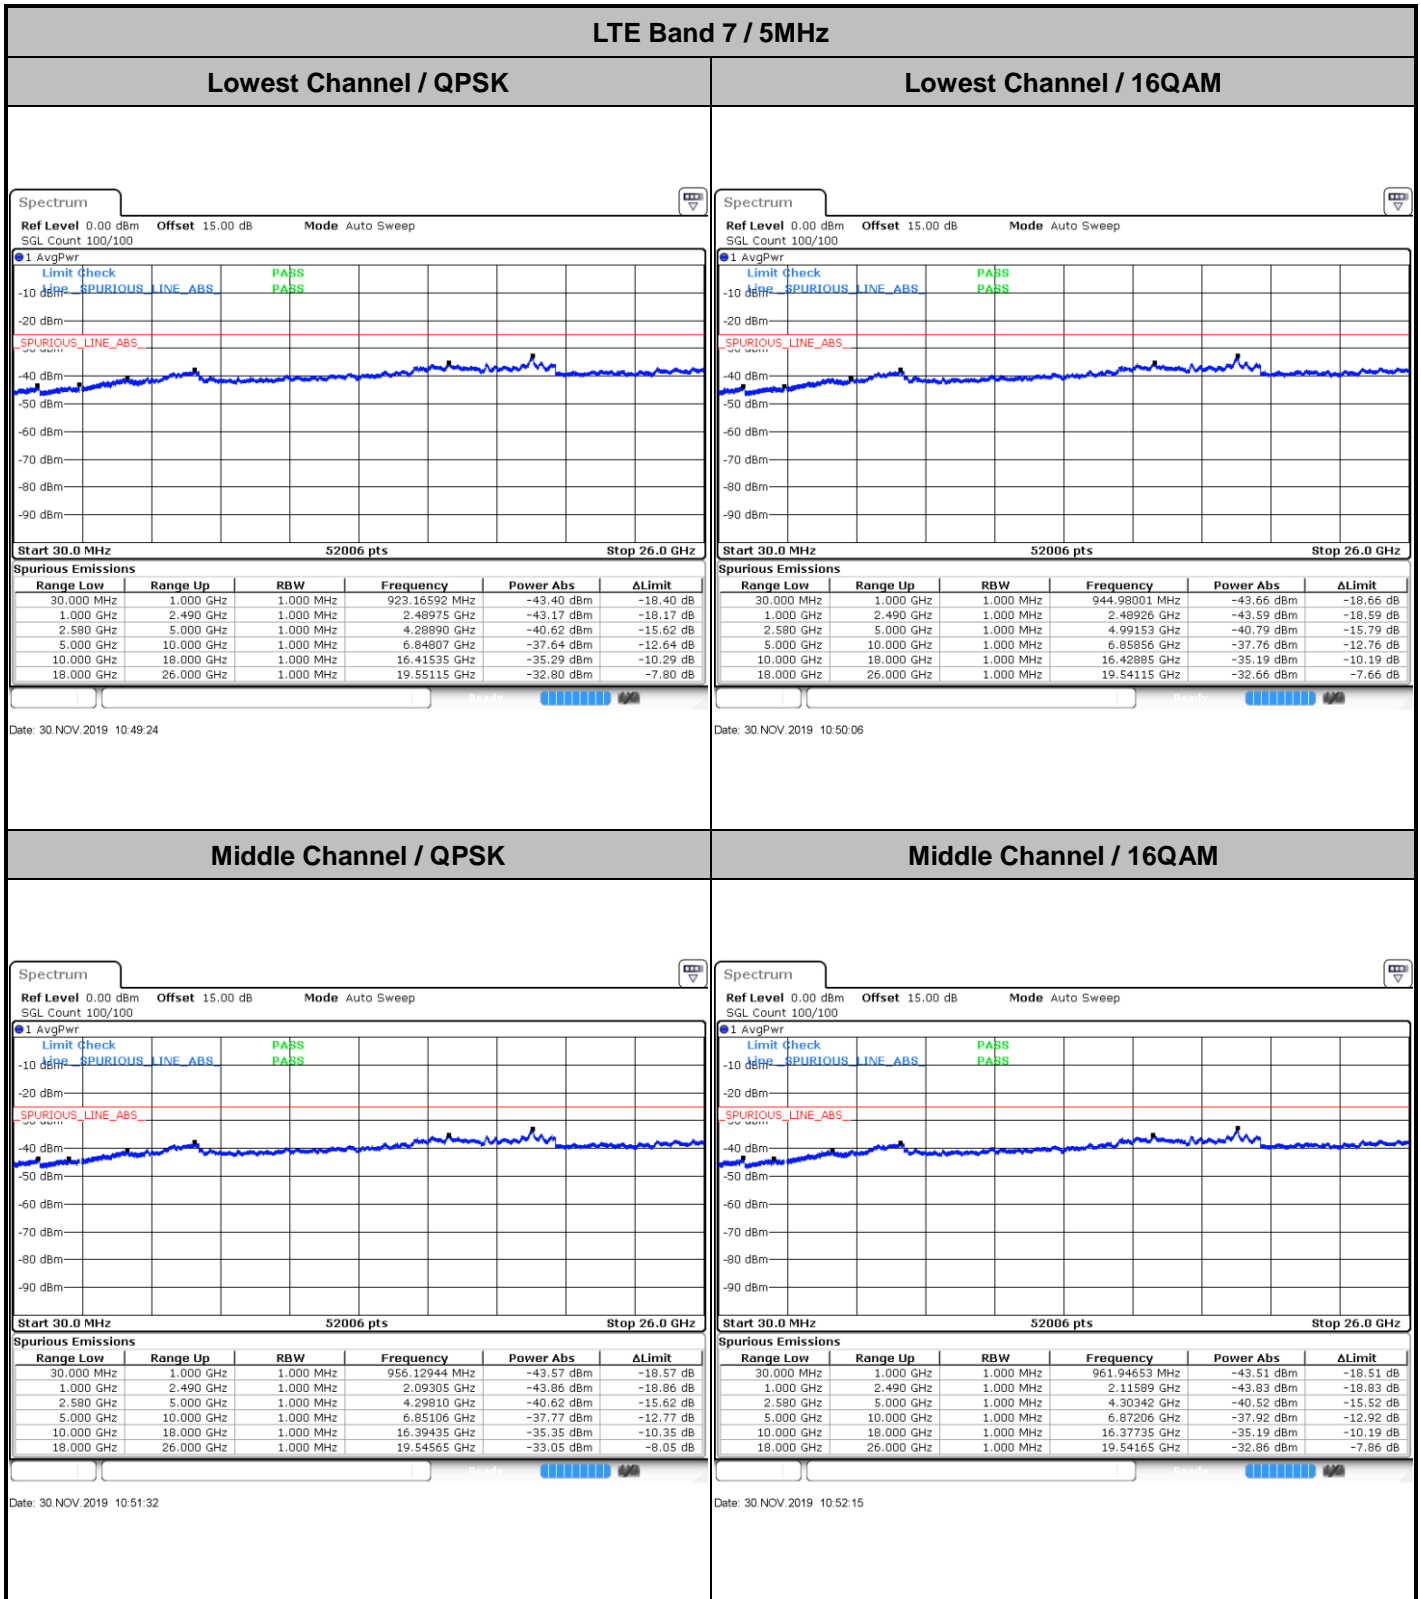 LTE Band 7 / 5MHz
Lowest Channel / QPSK
Lowest Channel / 16QAM
Spectrum
Ref Level 0.00 dBm Offset 15.00 dB Mode Auto Sweep
SGL Count 100/100
1 AvgPwr
Limit Check PASS
Line _SPURIOUS_LINE_ABS_ PASS
-10 dBm
-20 dBm
_SPURIOUS_LINE_ABS_
-30 dBm
-40 dBm
-50 dBm
-60 dBm
-70 dBm
-80 dBm
-90 dBm
Start 30.0 MHz 52006 pts Stop 26.0 GHz
Spurious Emissions
Range Low Range Up RBW Frequency Power Abs ΔLimit
30.000 MHz 1.000 GHz 1.000 MHz 923.16592 MHz -43.40 dBm -18.40 dB
1.000 GHz 2.490 GHz 1.000 MHz 2.48975 GHz -43.17 dBm -18.17 dB
2.580 GHz 5.000 GHz 1.000 MHz 4.28890 GHz -40.62 dBm -15.62 dB
5.000 GHz 10.000 GHz 1.000 MHz 6.84807 GHz -37.64 dBm -12.64 dB
10.000 GHz 18.000 GHz 1.000 MHz 16.41535 GHz -35.29 dBm -10.29 dB
18.000 GHz 26.000 GHz 1.000 MHz 19.55115 GHz -32.80 dBm -7.80 dB
Ready
Date: 30.NOV.2019 10:49:24
Spectrum
Ref Level 0.00 dBm Offset 15.00 dB Mode Auto Sweep
SGL Count 100/100
1 AvgPwr
Limit Check PASS
Line _SPURIOUS_LINE_ABS_ PASS
-10 dBm
-20 dBm
_SPURIOUS_LINE_ABS_
-30 dBm
-40 dBm
-50 dBm
-60 dBm
-70 dBm
-80 dBm
-90 dBm
Start 30.0 MHz 52006 pts Stop 26.0 GHz
Spurious Emissions
Range Low Range Up RBW Frequency Power Abs ΔLimit
30.000 MHz 1.000 GHz 1.000 MHz 944.98001 MHz -43.66 dBm -18.66 dB
1.000 GHz 2.490 GHz 1.000 MHz 2.48926 GHz -43.59 dBm -18.59 dB
2.580 GHz 5.000 GHz 1.000 MHz 4.99153 GHz -40.79 dBm -15.79 dB
5.000 GHz 10.000 GHz 1.000 MHz 6.85856 GHz -37.76 dBm -12.76 dB
10.000 GHz 18.000 GHz 1.000 MHz 16.42885 GHz -35.19 dBm -10.19 dB
18.000 GHz 26.000 GHz 1.000 MHz 19.54115 GHz -32.66 dBm -7.66 dB
Ready
Date: 30.NOV.2019 10:50:06
Middle Channel / QPSK
Middle Channel / 16QAM
Spectrum
Ref Level 0.00 dBm Offset 15.00 dB Mode Auto Sweep
SGL Count 100/100
1 AvgPwr
Limit Check PASS
Line _SPURIOUS_LINE_ABS_ PASS
-10 dBm
-20 dBm
_SPURIOUS_LINE_ABS_
-30 dBm
-40 dBm
-50 dBm
-60 dBm
-70 dBm
-80 dBm
-90 dBm
Start 30.0 MHz 52006 pts Stop 26.0 GHz
Spurious Emissions
Range Low Range Up RBW Frequency Power Abs ΔLimit
30.000 MHz 1.000 GHz 1.000 MHz 956.12944 MHz -43.57 dBm -18.57 dB
1.000 GHz 2.490 GHz 1.000 MHz 2.09305 GHz -43.86 dBm -18.86 dB
2.580 GHz 5.000 GHz 1.000 MHz 4.29810 GHz -40.62 dBm -15.62 dB
5.000 GHz 10.000 GHz 1.000 MHz 6.85106 GHz -37.77 dBm -12.77 dB
10.000 GHz 18.000 GHz 1.000 MHz 16.39435 GHz -35.35 dBm -10.35 dB
18.000 GHz 26.000 GHz 1.000 MHz 19.54565 GHz -33.05 dBm -8.05 dB
Ready
Date: 30.NOV.2019 10:51:32
Spectrum
Ref Level 0.00 dBm Offset 15.00 dB Mode Auto Sweep
SGL Count 100/100
1 AvgPwr
Limit Check PASS
Line _SPURIOUS_LINE_ABS_ PASS
-10 dBm
-20 dBm
_SPURIOUS_LINE_ABS_
-30 dBm
-40 dBm
-50 dBm
-60 dBm
-70 dBm
-80 dBm
-90 dBm
Start 30.0 MHz 52006 pts Stop 26.0 GHz
Spurious Emissions
Range Low Range Up RBW Frequency Power Abs ΔLimit
30.000 MHz 1.000 GHz 1.000 MHz 961.94653 MHz -43.51 dBm -18.51 dB
1.000 GHz 2.490 GHz 1.000 MHz 2.11589 GHz -43.83 dBm -18.83 dB
2.580 GHz 5.000 GHz 1.000 MHz 4.30342 GHz -40.52 dBm -15.52 dB
5.000 GHz 10.000 GHz 1.000 MHz 6.87206 GHz -37.92 dBm -12.92 dB
10.000 GHz 18.000 GHz 1.000 MHz 16.37735 GHz -35.19 dBm -10.19 dB
18.000 GHz 26.000 GHz 1.000 MHz 19.54165 GHz -32.86 dBm -7.86 dB
Ready
Date: 30.NOV.2019 10:52:15